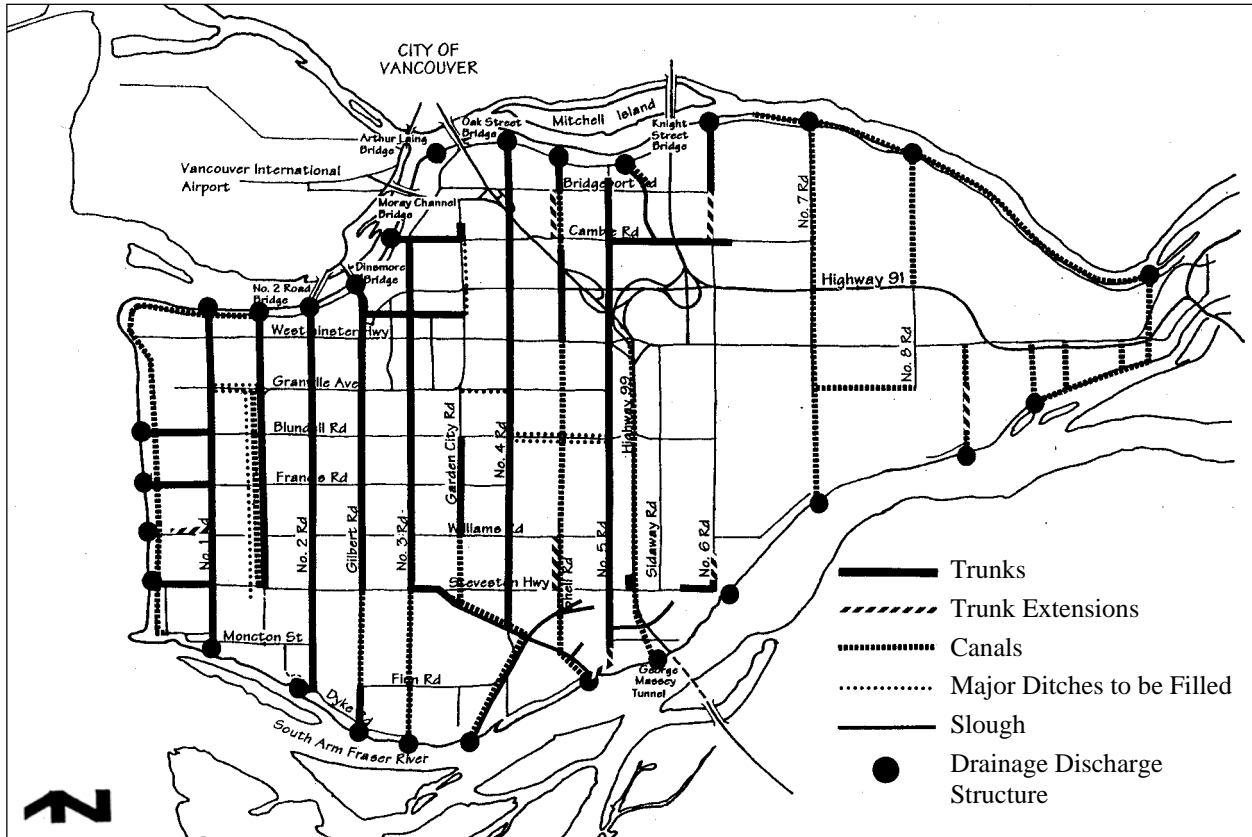 CITY OF
VANCOUVER
Mitchell Island
Oak Street
Bridge
Knight
Street
Bridge
Arthur Laing
Bridge
Vancouver International
Airport
Bridgeport Rd
Moray Channel
Bridge
No. 7 Rd
Cambie Rd
Dinsmore
Bridge
Highway 91
No. 2 Road
Bridge
Westminster Hwy
No. 8 Rd
Granville Ave
Highway 99
Blundell Rd
Garden City Rd
No. 4 Rd
Francis Rd
Williams Rd
No. 1 Rd
No. 2 Rd
Gilbert Rd
No. 3 Rd
No. 5 Rd
Sidaway Rd
No. 6 Rd
Steveston Hwy
Moncton St
Finn Rd
George
Massey
Tunnel
Dyke Rd
South Arm Fraser River
Trunks
Trunk Extensions
Canals
Major Ditches to be Filled
Slough
Drainage Discharge
Structure
N